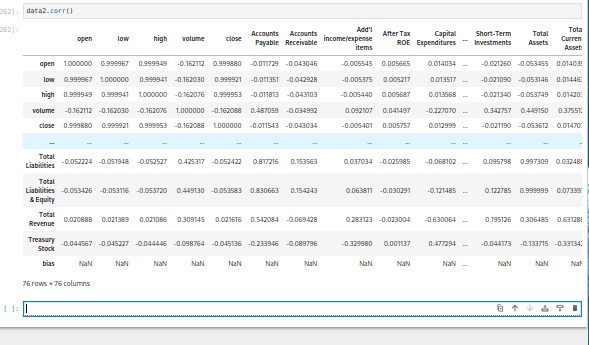 262]: data2.corr()
262]:
open low high volume close Accounts Payable Accounts Receivable Add'l income/expense items After Tax ROE Capital Expenditures ... Short-Term Investments Total Assets Total Curren Assets
open 1.000000 0.999967 0.999949 -0.162112 0.999880 -0.011729 -0.043046 -0.005545 0.005665 0.014034 ... -0.021260 -0.053455 0.014039
low 0.999967 1.000000 0.999941 -0.162030 0.999921 -0.011351 -0.042928 -0.005375 0.005217 0.013517 ... -0.021090 -0.053146 0.01446
high 0.999949 0.999941 1.000000 -0.162076 0.999953 -0.011813 -0.043103 -0.005440 0.005687 0.013568 ... -0.021340 -0.053749 0.01420
volume -0.162112 -0.162030 -0.162076 1.000000 -0.162088 0.487059 -0.034992 0.092107 0.041497 -0.227070 ... 0.342757 0.449150 0.37551
close 0.999880 0.999921 0.999953 -0.162088 1.000000 -0.011543 -0.043034 -0.005401 0.005757 0.012999 ... -0.021190 -0.053612 0.01470
... ... ... ... ... ... ... ... ... ... ... ... ... ... ...
Total Liabilities -0.052224 -0.051948 -0.052527 0.425317 -0.052422 0.817216 0.153563 0.037034 -0.025985 -0.068102 ... 0.095798 0.997309 0.03248
Total Liabilities & Equity -0.053426 -0.053116 -0.053720 0.449130 -0.053583 0.830663 0.154243 0.063811 -0.030291 -0.121485 ... 0.122785 0.999999 0.07339
Total Revenue 0.020888 0.021389 0.021086 0.309145 0.021616 0.542084 -0.069428 0.283123 -0.023004 -0.630064 ... 0.195126 0.306485 0.63128
Treasury Stock -0.044567 -0.045227 -0.044446 -0.098764 -0.045136 -0.233946 -0.089796 -0.329980 0.001137 0.477294 ... -0.044173 -0.133715 -0.33134
bias NaN NaN NaN NaN NaN NaN NaN NaN NaN NaN ... NaN NaN NaN
76 rows × 76 columns
[ ]: